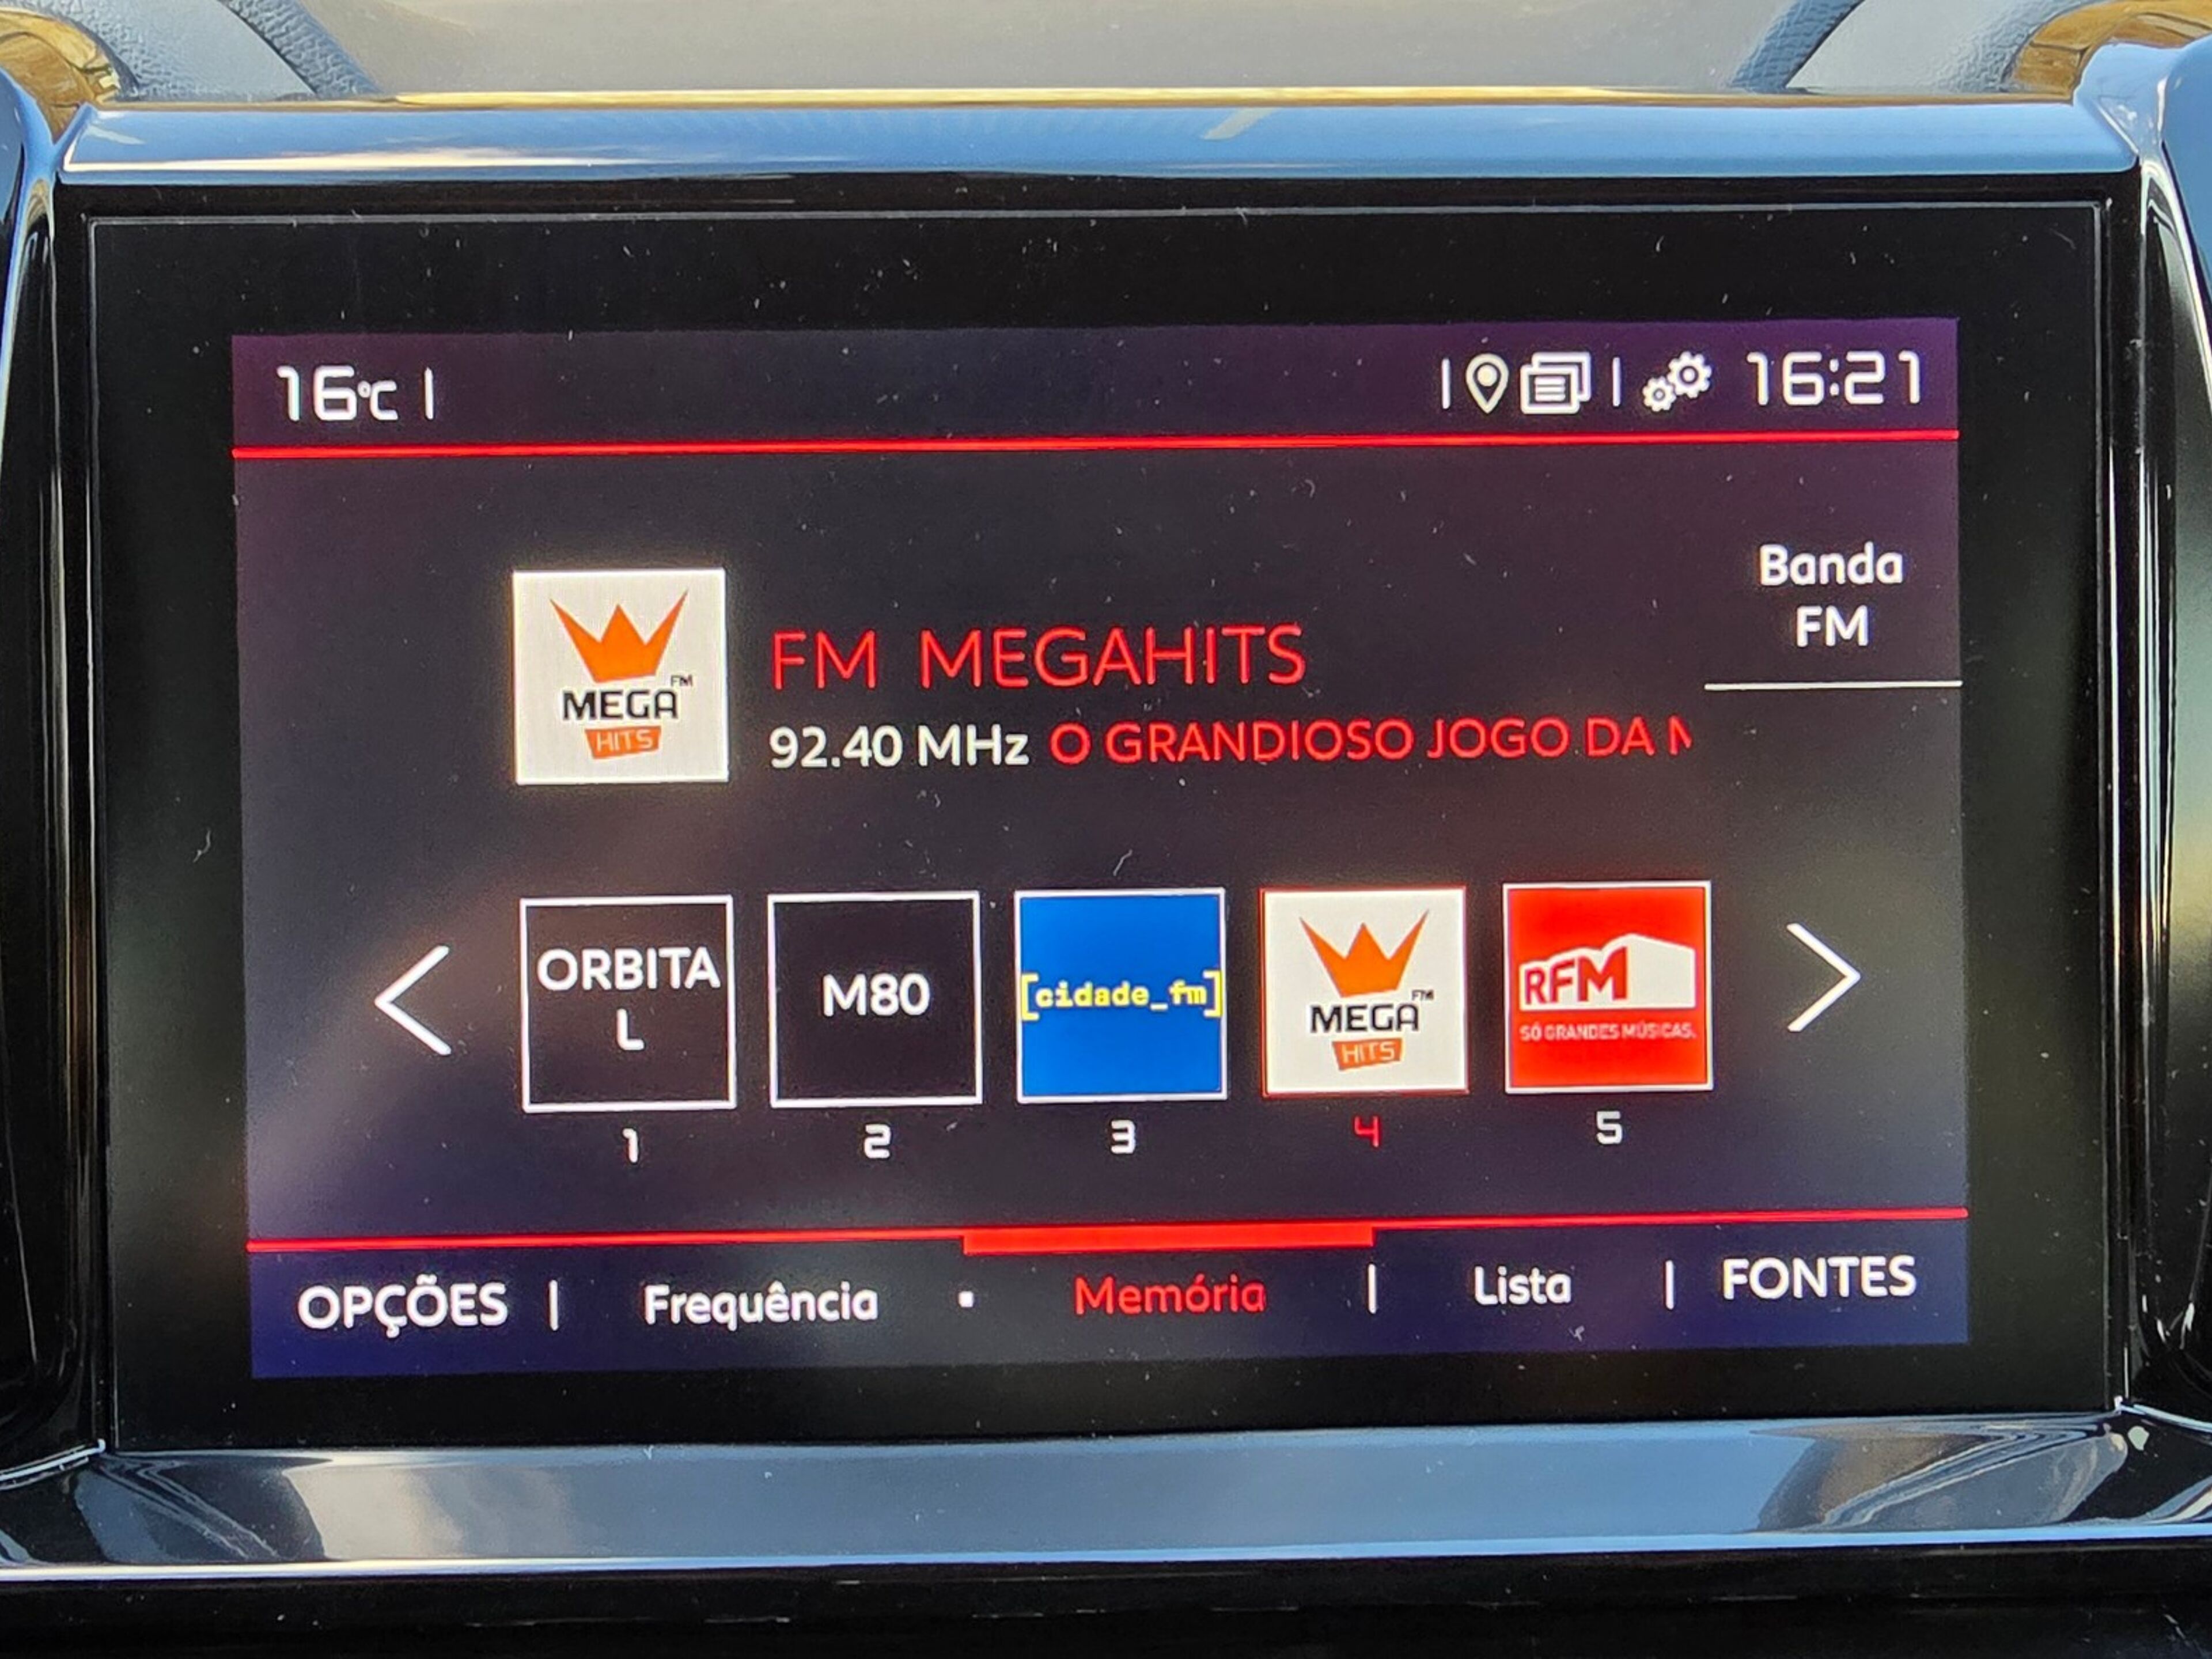 16°C
16:21
Banda
FM
FM
MEGA
HITS
FM MEGAHITS
92.40 MHz O GRANDIOSO JOGO DA
ORBITA
L
M80
[cidade_fm]
FM
MEGA
HITS
RFM
SÓ GRANDES MÚSICAS.
1
2
3
4
5
OPÇÕES
Frequência
Memória
Lista
FONTES